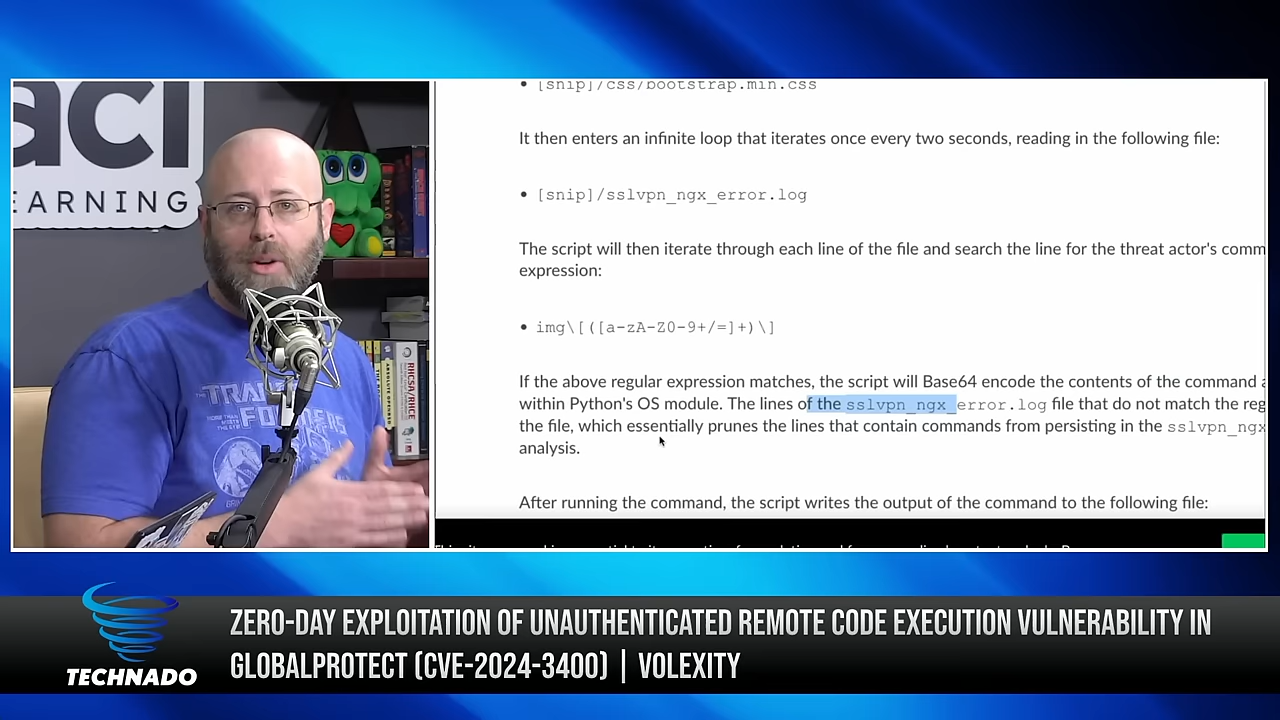 aci
EARNING
[snip]/css/bootstrap.min.css
It then enters an infinite loop that iterates once every two seconds, reading in the following file:
[snip]/sslvpn_ngx_error.log
The script will then iterate through each line of the file and search the line for the threat actor's comm
expression:
img\[([a-zA-Z0-9+/=]+)\]
If the above regular expression matches, the script will Base64 encode the contents of the command a
within Python's OS module. The lines of the sslvpn_ngx_error.log file that do not match the reg
the file, which essentially prunes the lines that contain commands from persisting in the sslvpn_ngx
analysis.
After running the command, the script writes the output of the command to the following file:
RHCSA/RHCE
TRANSFORMERS
TECHNADO
ZERO-DAY EXPLOITATION OF UNAUTHENTICATED REMOTE CODE EXECUTION VULNERABILITY IN
GLOBALPROTECT (CVE-2024-3400) | VOLEXITY